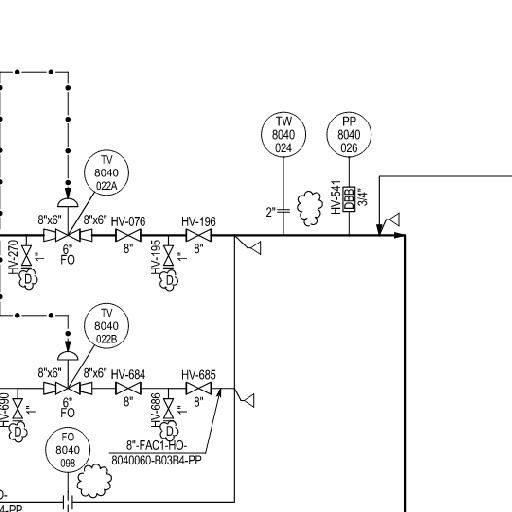 TW
8040
024
PP
8040
026
TV
8040
022A
HV-541
DBB
3/4"
2"
8"x6"
8"x6"
HV-076
HV-196
6"
FO
8"
8"
HV-270
1"
D
HV-195
1"
D
TV
8040
022B
8"x6"
8"x6"
HV-684
HV-685
6"
FO
8"
8"
HV-690
1"
D
HV-686
1"
D
FO
8040
098
8"-FAC1-HO-
8040060-B03B4-PP
4-PP